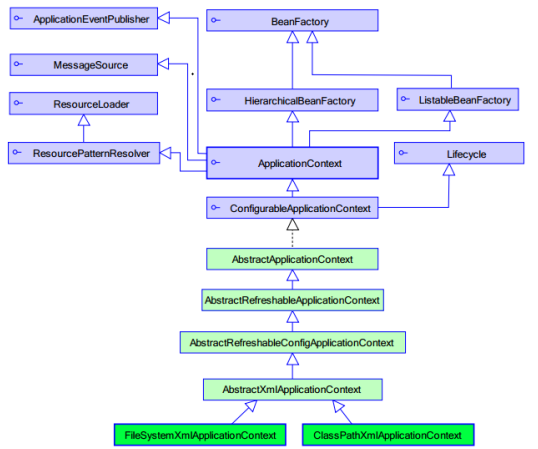 ApplicationEventPublisher
BeanFactory
MessageSource
ResourceLoader
HierarchicalBeanFactory
ListableBeanFactory
ResourcePatternResolver
ApplicationContext
Lifecycle
ConfigurableApplicationContext
AbstractApplicationContext
AbstractRefreshableApplicationContext
AbstractRefreshableConfigApplicationContext
AbstractXmlApplicationContext
FileSystemXmlApplicationContext
ClassPathXmlApplicationContext